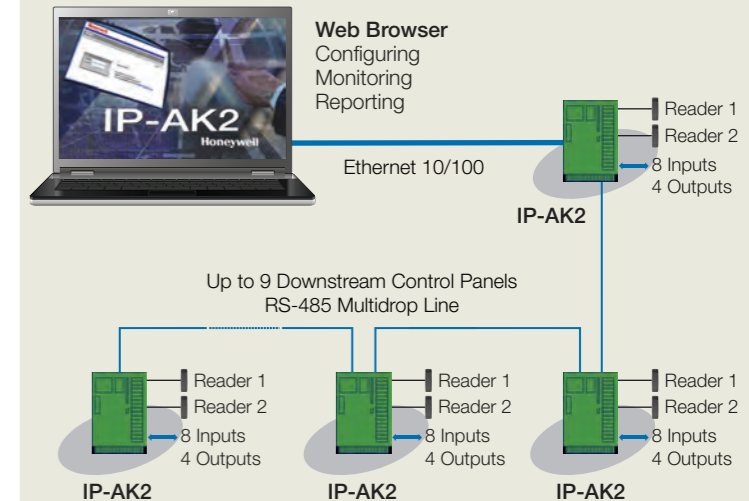 Web Browser
Configuring
Monitoring
Reporting
IP-AK2
Honeywell
Ethernet 10/100
Reader 1
Reader 2
8 Inputs
4 Outputs
IP-AK2
Up to 9 Downstream Control Panels
RS-485 Multidrop Line
Reader 1
Reader 2
8 Inputs
4 Outputs
IP-AK2
Reader 1
Reader 2
8 Inputs
4 Outputs
IP-AK2
Reader 1
Reader 2
8 Inputs
4 Outputs
IP-AK2